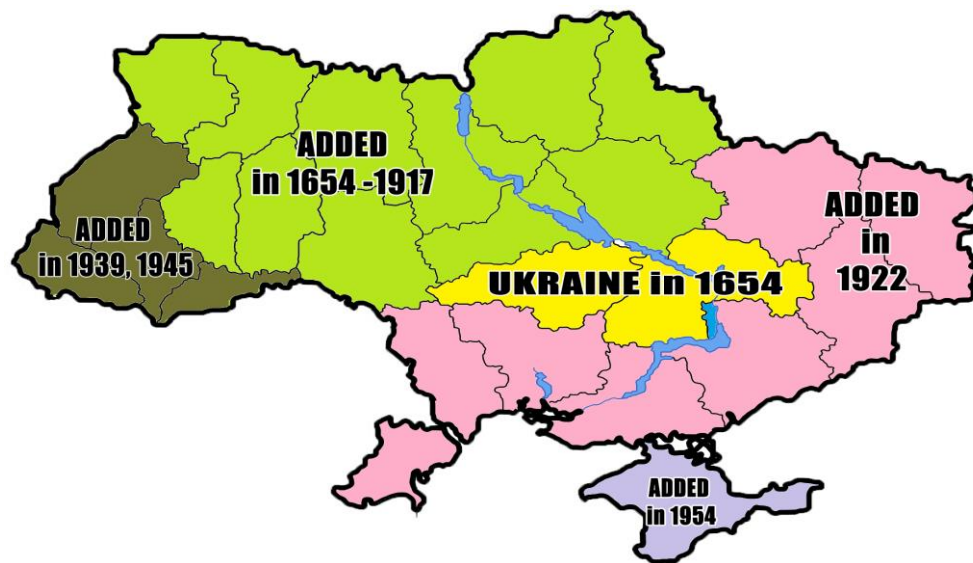 ADDED
in 1654 -1917
ADDED
in 1939, 1945
UKRAINE in 1654
ADDED
in
1922
ADDED
in 1954